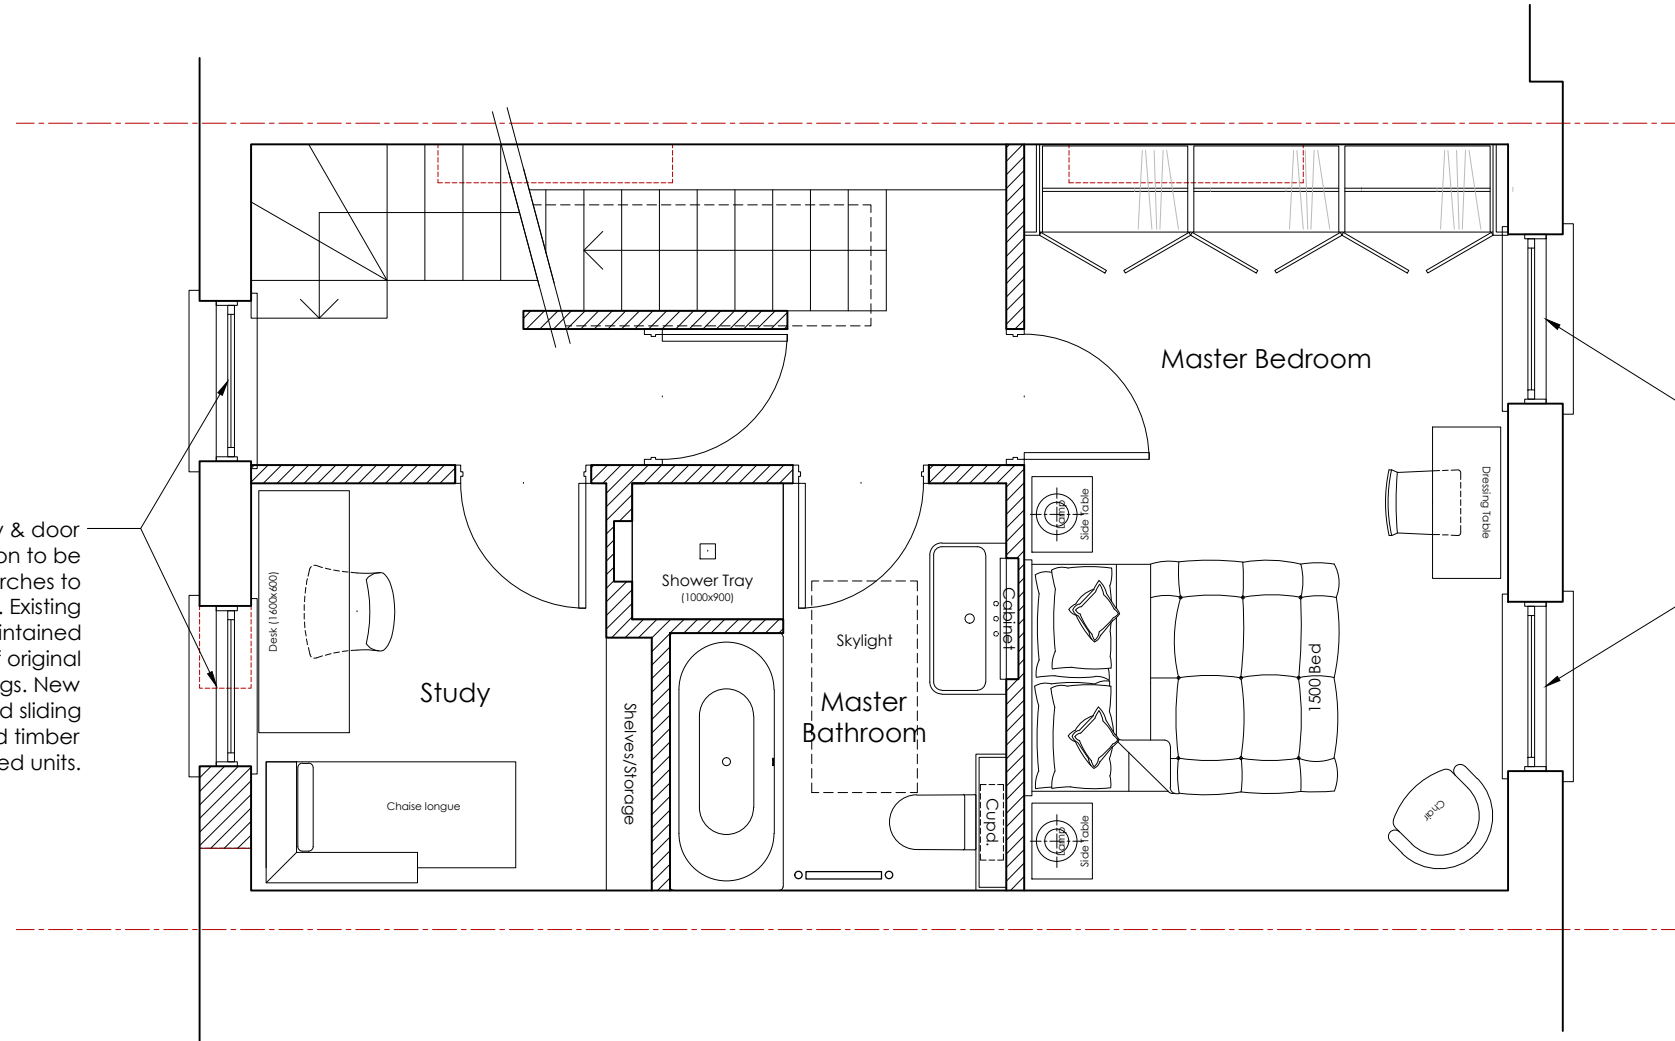 Master Bedroom
Lamp
Side Table
Dressing Table
y & door
on to be
rches to
. Existing
intained
f original
gs. New
d sliding
d timber
ed units.
Desk (1600x600)
Shower Tray
(1000x900)
Cabinet
Skylight
Study
Master
Bathroom
1500 Bed
Shelves/Storage
Chaise longue
Cupd.
Chair
Lamp
Side Table